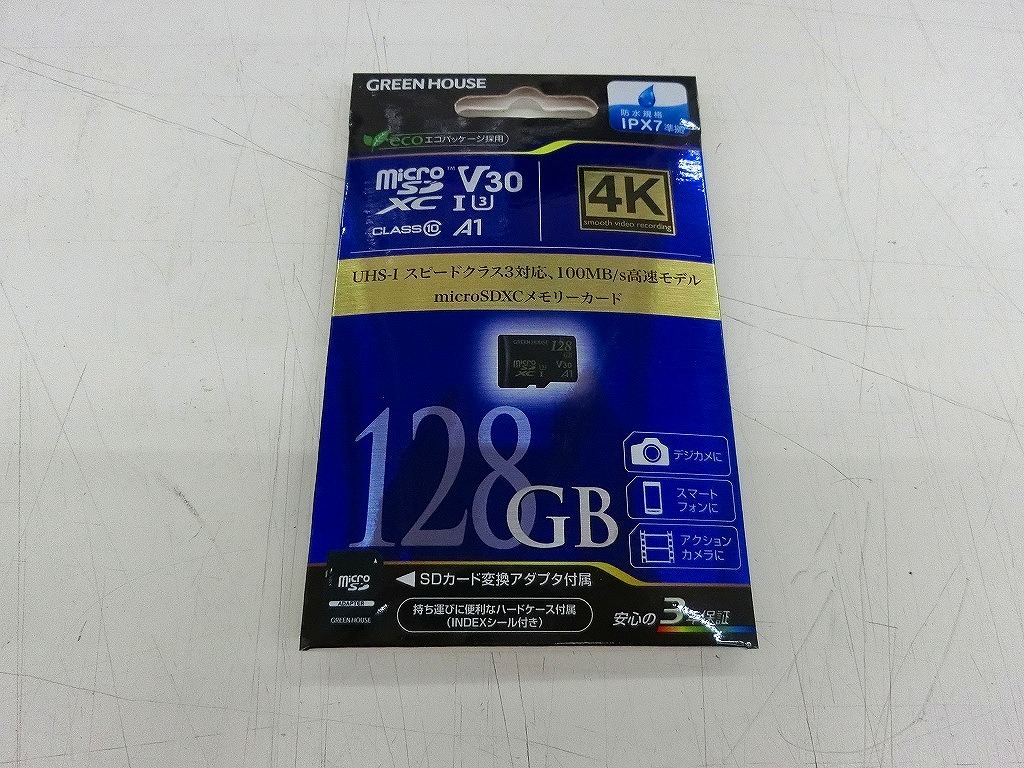 GREEN HOUSE
防水規格
IPX7準拠
eco エコパッケージ採用
micro SD XC™ V30
I U3
CLASS10 A1
4K
smooth video recording
UHS-I スピードクラス3対応、100MB/s高速モデル
microSDXCメモリーカード
GREEN HOUSE 128
GB
micro SD V30
XC I A1
128GB
デジカメに
スマート
フォンに
アクション
カメラに
micro SD
ADAPTER
GREEN HOUSE
◀SDカード変換アダプタ付属
持ち運びに便利なハードケース付属
(INDEXシール付き)
安心の3年保証